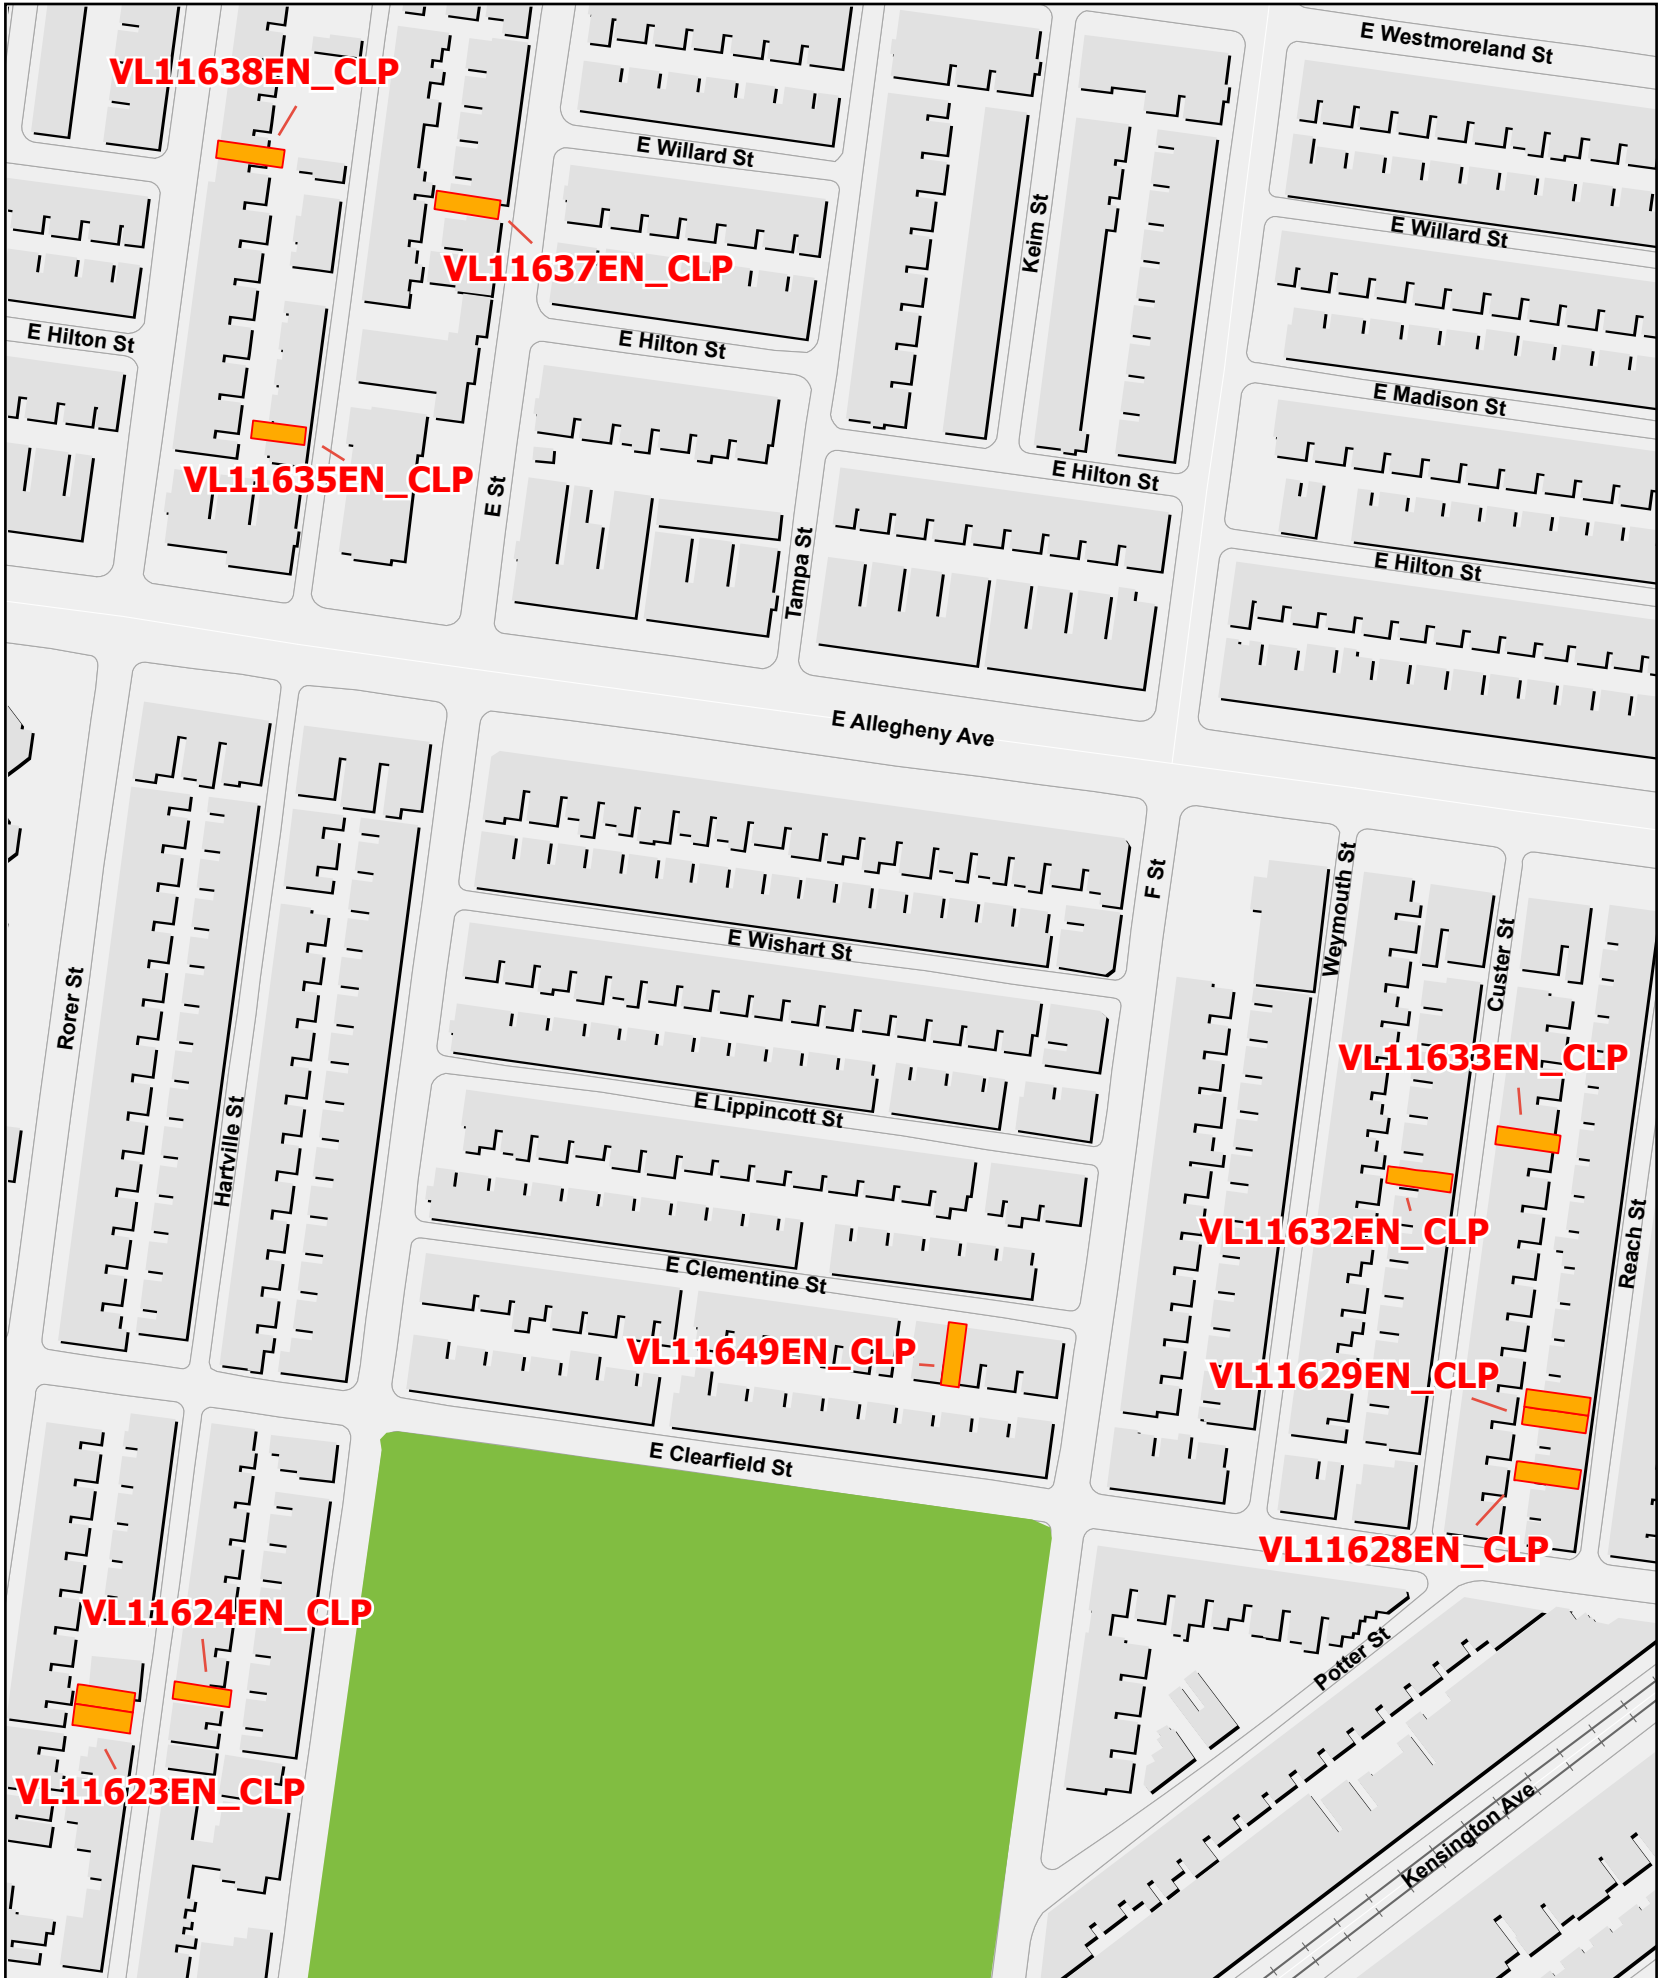 E Westmoreland St
VL11638EN_CLP
E Willard St
E Willard St
Keim St
VL11637EN_CLP
E Hilton St
E Hilton St
E Madison St
VL11635EN_CLP
E Hilton St
E St
Tampa St
E Hilton St
E Allegheny Ave
F St
Weymouth St
E Wishart St
Custer St
Rorer St
VL11633EN_CLP
E Lippincott St
Hartville St
VL11632EN_CLP
Reach St
E Clementine St
VL11649EN_CLP
VL11629EN_CLP
E Clearfield St
VL11628EN_CLP
VL11624EN_CLP
Potter St
VL11623EN_CLP
Kensington Ave